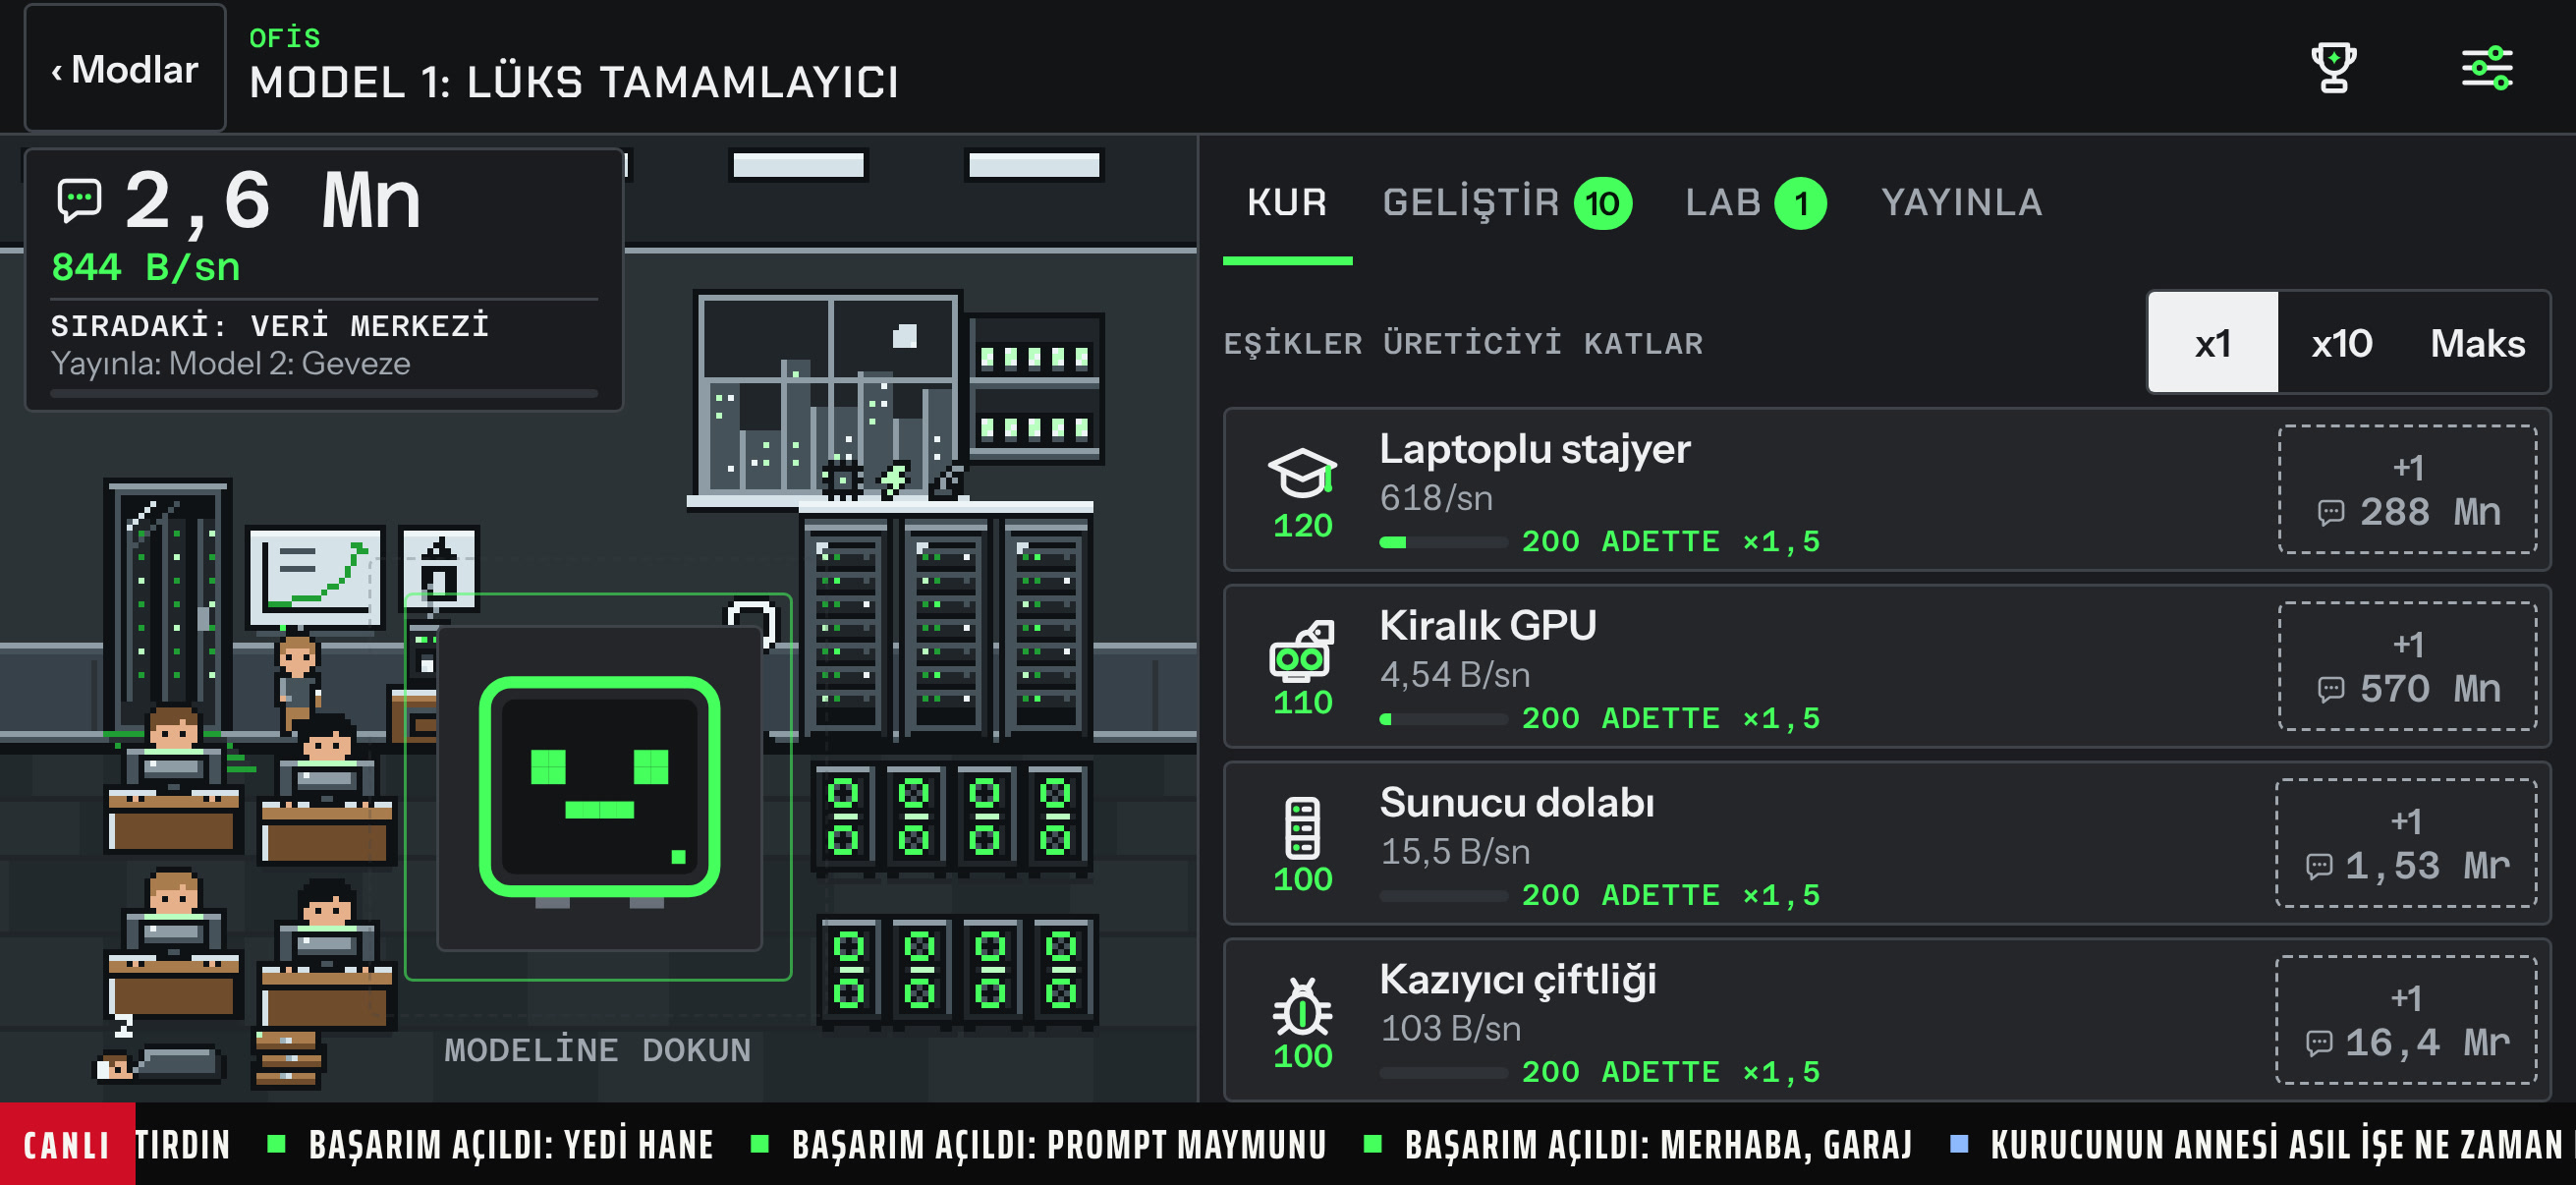 ‹ Modlar
OFİS
MODEL 1: LÜKS TAMAMLAYICI
2,6 Mn
844 B/sn
SIRADAKİ: VERİ MERKEZİ
Yayınla: Model 2: Geveze
MODELİNE DOKUN
KUR
GELİŞTİR 10
LAB 1
YAYINLA
EŞİKLER ÜRETİCİYİ KATLAR
x1
x10
Maks
Laptoplu stajyer
618/sn
120
200 ADETTE ×1,5
+1
288 Mn
Kiralık GPU
4,54 B/sn
110
200 ADETTE ×1,5
+1
570 Mn
Sunucu dolabı
15,5 B/sn
100
200 ADETTE ×1,5
+1
1,53 Mr
Kazıyıcı çiftliği
103 B/sn
100
200 ADETTE ×1,5
+1
16,4 Mr
CANLI
TIRDIN ■ BAŞARIM AÇILDI: YEDİ HANE ■ BAŞARIM AÇILDI: PROMPT MAYMUNU ■ BAŞARIM AÇILDI: MERHABA, GARAJ ■ KURUCUNUN ANNESİ ASIL İŞE NE ZAMAN